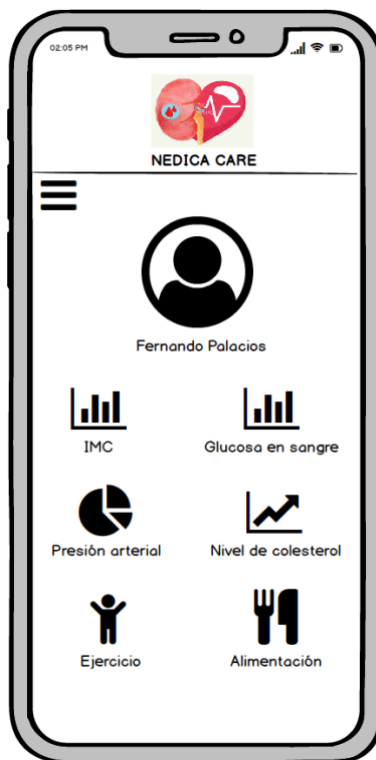 02:05 PM
NEDICA CARE
Fernando Palacios
IMC
Glucosa en sangre
Presión arterial
Nivel de colesterol
Ejercicio
Alimentación